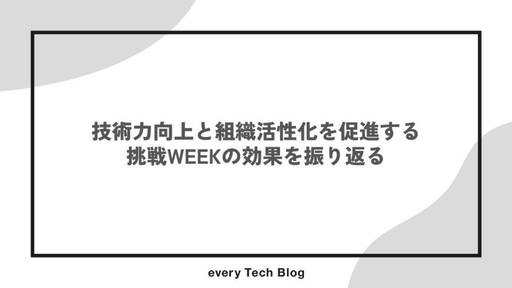 技術力向上と組織活性化を促進する
挑戦WEEKの効果を振り返る
every Tech Blog